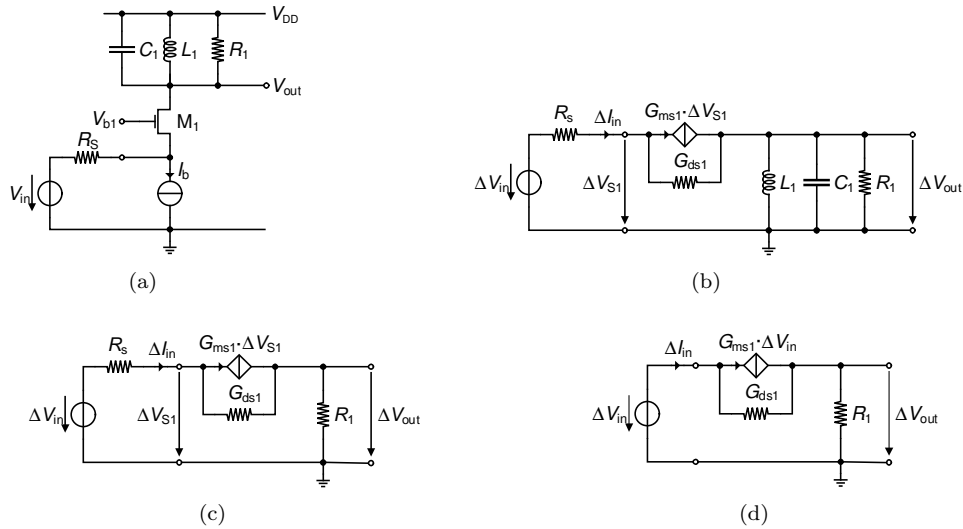 V_DD
C_1
L_1
R_1
V_out
V_b1
M_1
R_S
I_b
V_in
(a)
R_s
ΔI_in
G_ms1·ΔV_S1
G_ds1
ΔV_in
ΔV_S1
L_1
C_1
R_1
ΔV_out
(b)
R_s
ΔI_in
G_ms1·ΔV_S1
G_ds1
ΔV_in
ΔV_S1
R_1
ΔV_out
(c)
ΔI_in
G_ms1·ΔV_in
G_ds1
ΔV_in
R_1
ΔV_out
(d)